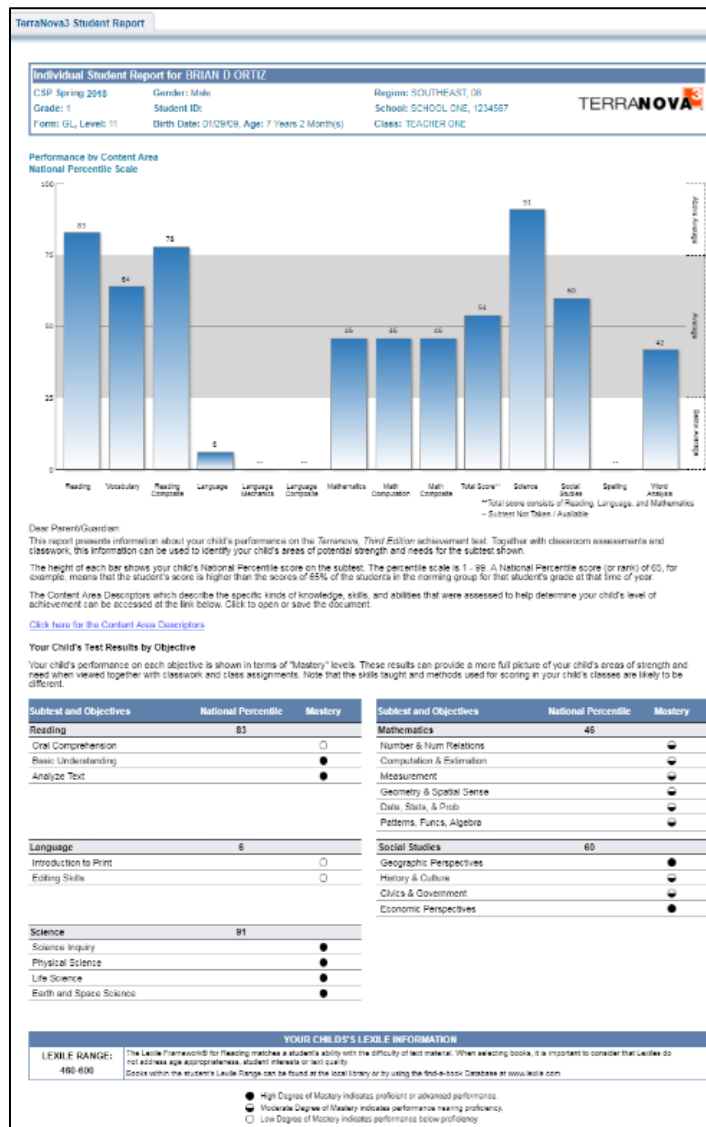 TerraNova3 Student Report
Individual Student Report for BRIAN D ORTIZ
CSP Spring 2018 Gender: Male Region: SOUTHEAST, 08
Grade: 1 Student ID: School: SCHOOL ONE, 1234567
Form: GL, Level: 11 Birth Date: 01/29/09, Age: 7 Years 2 Month(s) Class: TEACHER ONE
TERRANOVA 3
Performance by Content Area
National Percentile Scale
100
75
50
25
0
83 64 78 6 -- -- 46 46 46 54 91 60 -- 42
Above Average
Average
Below Average
Reading Vocabulary Reading Composite Language Language Mechanics Language Composite Mathematics Math Computation Math Composite Total Score** Science Social Studies Spelling Word Analysis
**Total score consists of Reading, Language, and Mathematics
-- Subtest Not Taken / Available
Dear Parent/Guardian:
This report presents information about your child's performance on the Terranova, Third Edition achievement test. Together with classroom assessments and
classwork, this information can be used to identify your child's areas of potential strength and needs for the subtest shown.
The height of each bar shows your child's National Percentile score on the subtest. The percentile scale is 1 - 99. A National Percentile score (or rank) of 65, for
example, means that the student's score is higher than the scores of 65% of the students in the norming group for that student's grade at that time of year.
The Content Area Descriptors which describe the specific kinds of knowledge, skills, and abilities that were assessed to help determine your child's level of
achievement can be accessed at the link below. Click to open or save the document.
Click here for the Content Area Descriptors
Your Child's Test Results by Objective
Your child's performance on each objective is shown in terms of "Mastery" levels. These results can provide a more full picture of your child's areas of strength and
need when viewed together with classwork and class assignments. Note that the skills taught and methods used for scoring in your child's classes are likely to be
different.
Subtest and Objectives National Percentile Mastery
Reading 83
Oral Comprehension
Basic Understanding
Analyze Text
Language 6
Introduction to Print
Editing Skills
Science 91
Science Inquiry
Physical Science
Life Science
Earth and Space Science
Subtest and Objectives National Percentile Mastery
Mathematics 46
Number & Num Relations
Computation & Estimation
Measurement
Geometry & Spatial Sense
Data, Stats, & Prob
Patterns, Funcs, Algebra
Social Studies 60
Geographic Perspectives
History & Culture
Civics & Government
Economic Perspectives
YOUR CHILD'S LEXILE INFORMATION
LEXILE RANGE:
460-600
The Lexile Framework® for Reading matches a student's ability with the difficulty of text material. When selecting books, it is important to consider that Lexiles do
not address age appropriateness, student interests or text quality.
Books within the student's Lexile Range can be found at the local library or by using the find-a-book Database at www.lexile.com
High Degree of Mastery indicates proficient or advanced performance.
Moderate Degree of Mastery indicates performance nearing proficiency.
Low Degree of Mastery indicates performance below proficiency.